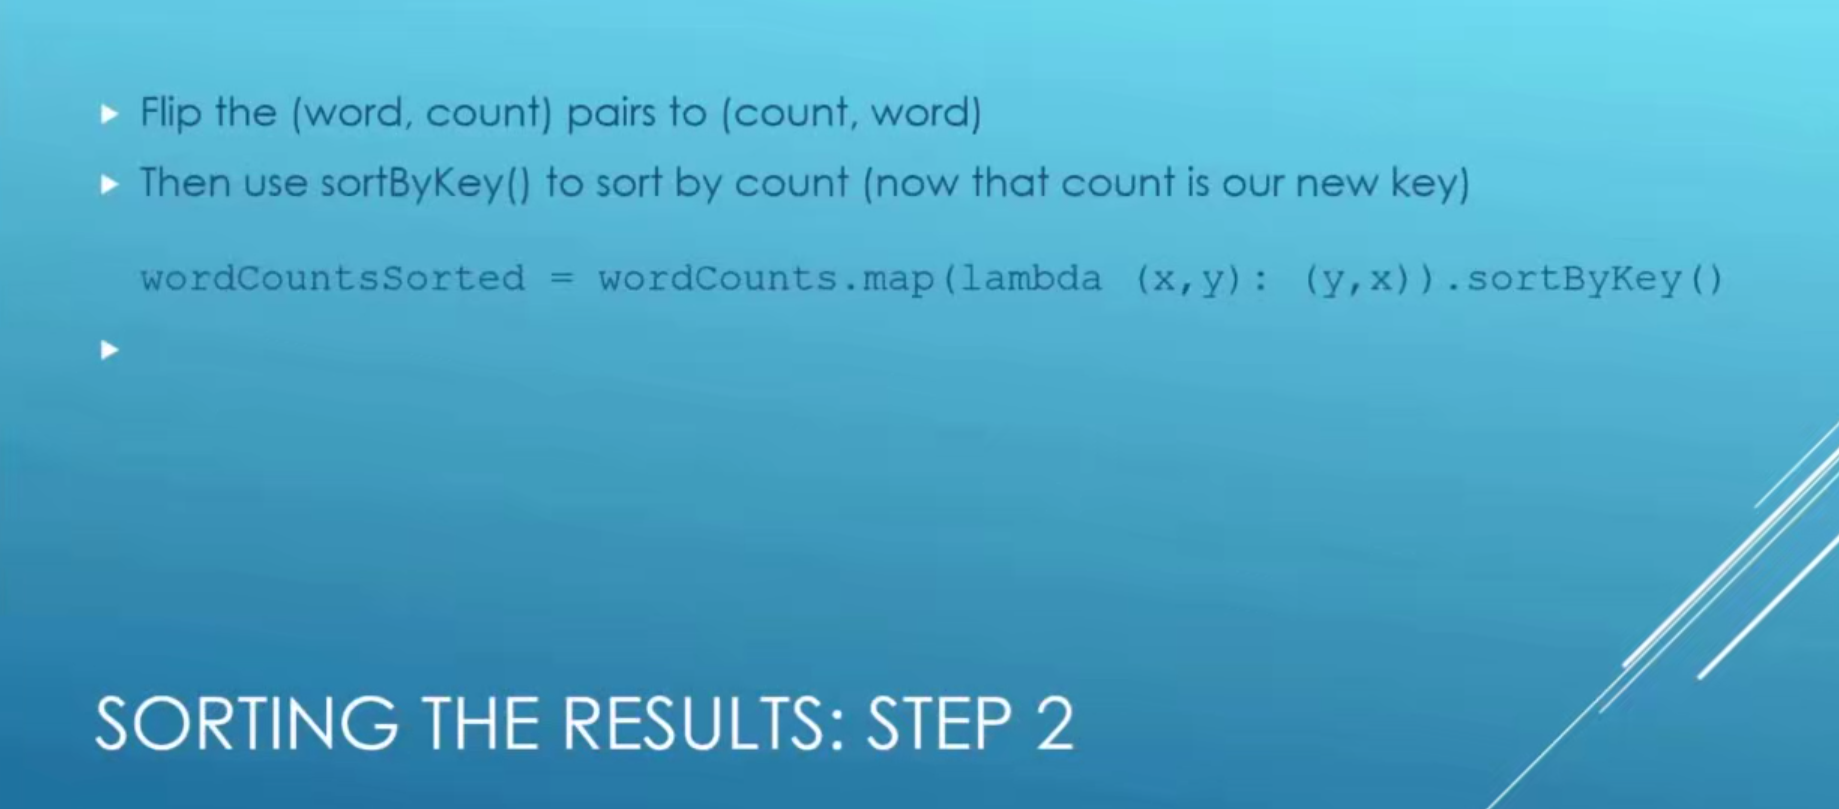 Flip the (word, count) pairs to (count, word)
Then use sortByKey() to sort by count (now that count is our new key)
wordCountsSorted = wordCounts.map(lambda (x,y): (y,x)).sortByKey()
SORTING THE RESULTS: STEP 2